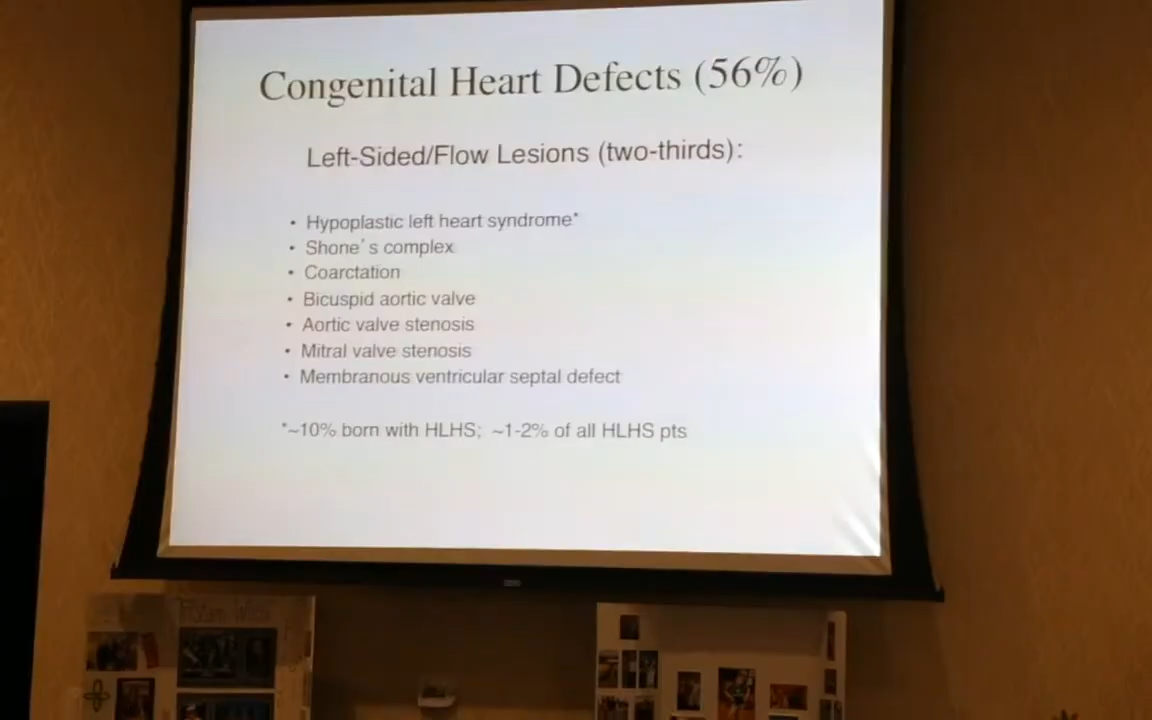 Congenital Heart Defects (56%)
Left-Sided/Flow Lesions (two-thirds):
• Hypoplastic left heart syndrome*
• Shone's complex
• Coarctation
• Bicuspid aortic valve
• Aortic valve stenosis
• Mitral valve stenosis
• Membranous ventricular septal defect
*~10% born with HLHS; ~1-2% of all HLHS pts